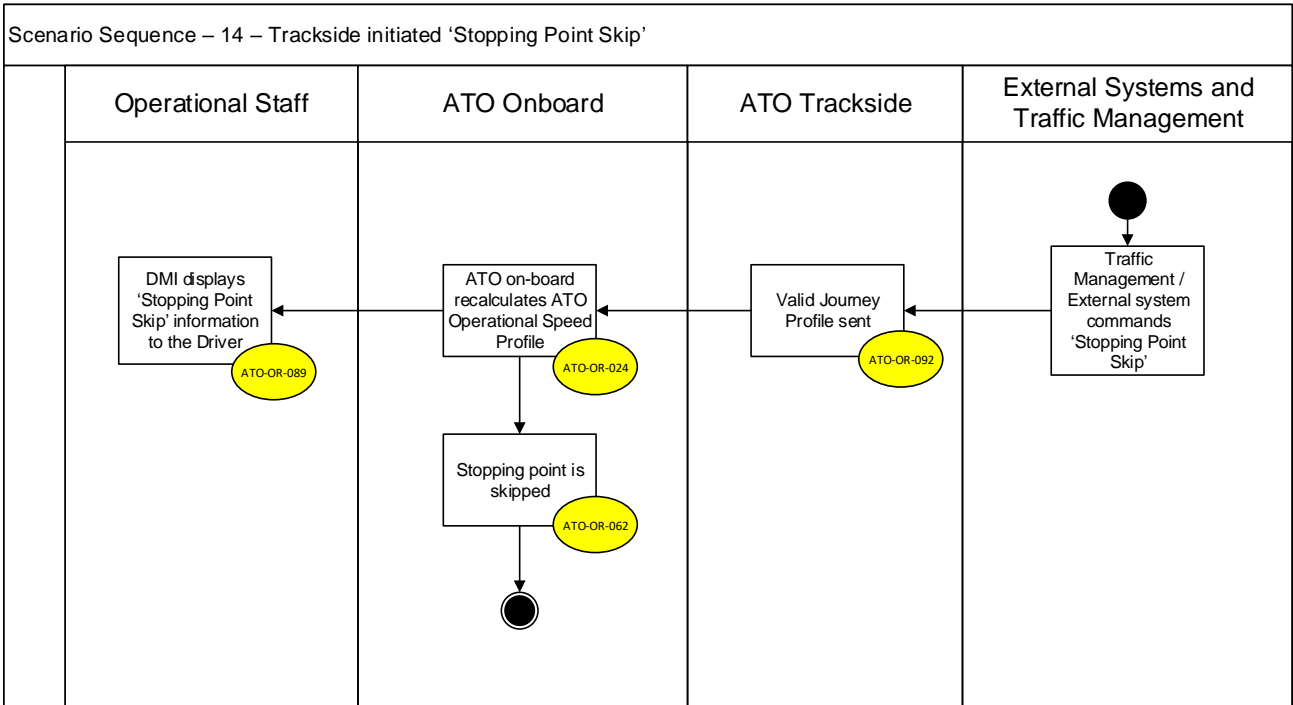 Scenario Sequence – 14 – Trackside initiated ‘Stopping Point Skip’
Operational Staff
ATO Onboard
ATO Trackside
External Systems and
Traffic Management
DMI displays
‘Stopping Point
Skip’ information
to the Driver
ATO-OR-089
ATO on-board
recalculates ATO
Operational Speed
Profile
ATO-OR-024
Valid Journey
Profile sent
ATO-OR-092
Traffic
Management /
External system
commands
‘Stopping Point
Skip’
Stopping point is
skipped
ATO-OR-062